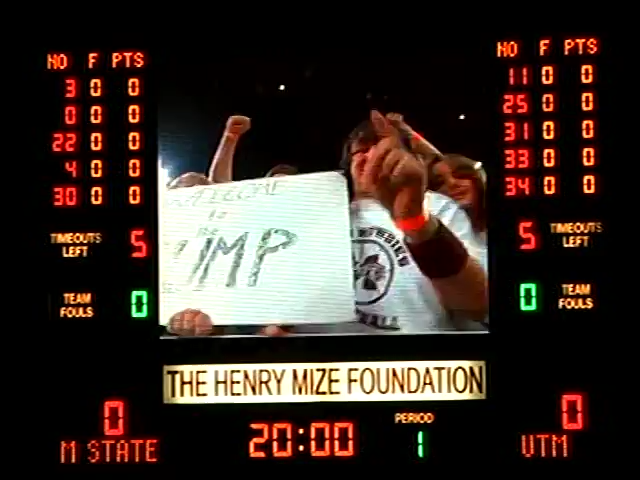 NO F PTS
3 0 0
0 0 0
22 0 0
4 0 0
30 0 0
TIMEOUTS
LEFT
5
TEAM
FOULS
0
NO F PTS
11 0 0
25 0 0
31 0 0
33 0 0
34 0 0
5
TIMEOUTS
LEFT
0
TEAM
FOULS
THE HENRY MIZE FOUNDATION
0
M STATE
20:00
PERIOD
1
0
UTM